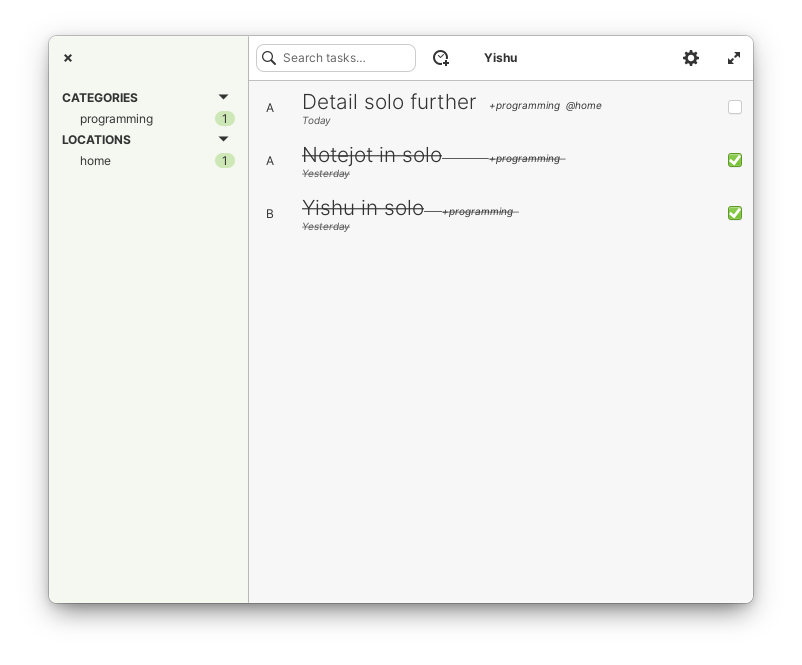 Search tasks...
Yishu
CATEGORIES
programming 1
LOCATIONS
home 1
A Detail solo further +programming @home
Today
A Notejot in solo +programming
Yesterday
B Yishu in solo +programming
Yesterday